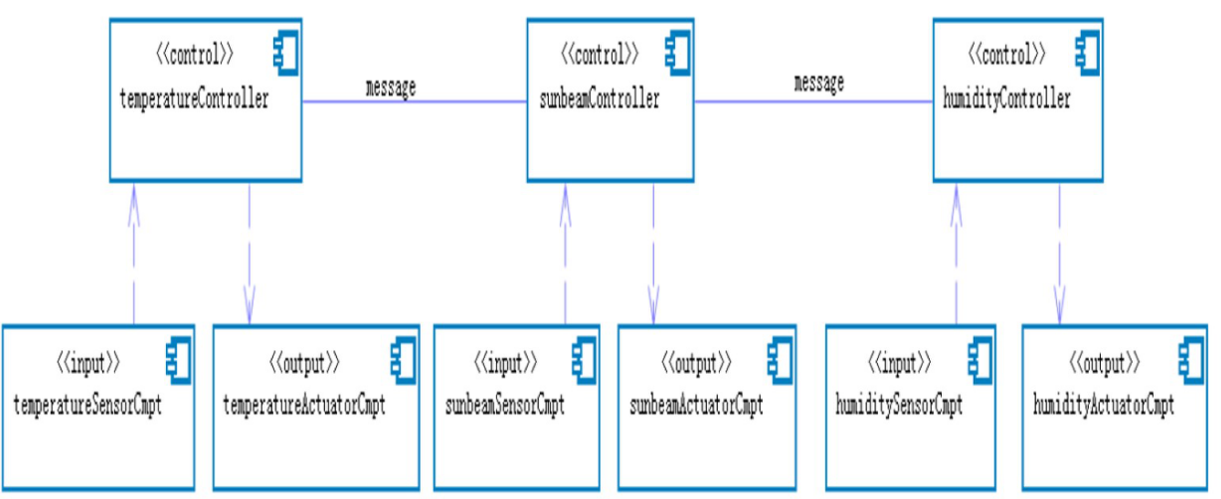 <<control>>
temperatureController
message
<<control>>
sunbeamController
message
<<control>>
humidityController
<<input>>
temperatureSensorCmpt
<<output>>
temperatureActuatorCmpt
<<input>>
sunbeamSensorCmpt
<<output>>
sunbeamActuatorCmpt
<<input>>
humiditySensorCmpt
<<output>>
humidityActuatorCmpt